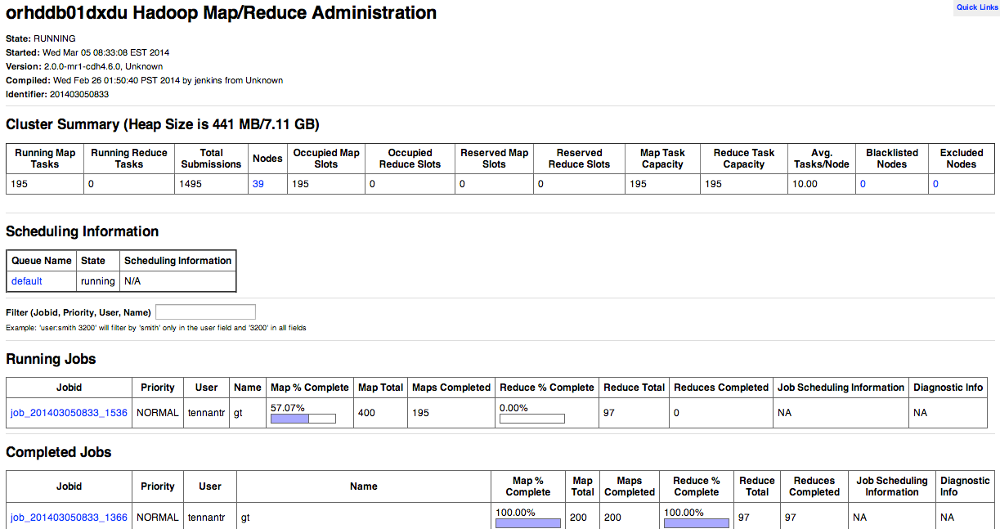 orhddb01dxdu Hadoop Map/Reduce Administration
Quick Links
State: RUNNING
Started: Wed Mar 05 08:33:08 EST 2014
Version: 2.0.0-mr1-cdh4.6.0, Unknown
Compiled: Wed Feb 26 01:50:40 PST 2014 by jenkins from Unknown
Identifier: 201403050833
Cluster Summary (Heap Size is 441 MB/7.11 GB)
Running Map Tasks Running Reduce Tasks Total Submissions Nodes Occupied Map Slots Occupied Reduce Slots Reserved Map Slots Reserved Reduce Slots Map Task Capacity Reduce Task Capacity Avg. Tasks/Node Blacklisted Nodes Excluded Nodes
195 0 1495 39 195 0 0 0 195 195 10.00 0 0
Scheduling Information
Queue Name State Scheduling Information
default running N/A
Filter (Jobid, Priority, User, Name)
Example: 'user:smith 3200' will filter by 'smith' only in the user field and '3200' in all fields
Running Jobs
Jobid Priority User Name Map % Complete Map Total Maps Completed Reduce % Complete Reduce Total Reduces Completed Job Scheduling Information Diagnostic Info
job_201403050833_1536 NORMAL tennantr gt 57.07% 400 195 0.00% 97 0 NA NA
Completed Jobs
Jobid Priority User Name Map % Complete Map Total Maps Completed Reduce % Complete Reduce Total Reduces Completed Job Scheduling Information Diagnostic Info
job_201403050833_1366 NORMAL tennantr gt 100.00% 200 200 100.00% 97 97 NA NA